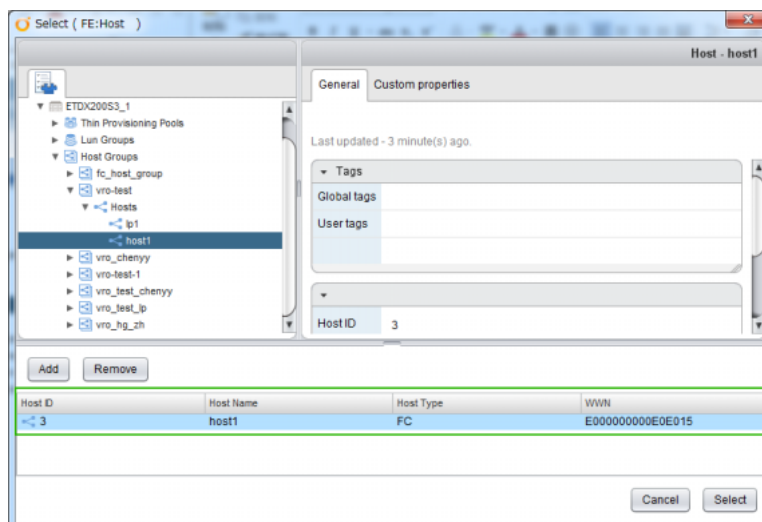 Select ( FE:Host )
Host - host1
ETDX200S3_1
Thin Provisioning Pools
Lun Groups
Host Groups
fc_host_group
vro-test
Hosts
lp1
host1
vro_chenyy
vro-test-1
vro_test_chenyy
vro_test_lp
vro_hg_zh
General Custom properties
Last updated - 3 minute(s) ago.
Tags
Global tags
User tags
Host ID 3
Add Remove
Host ID Host Name Host Type WWN
3 host1 FC E000000000E0E015
Cancel Select